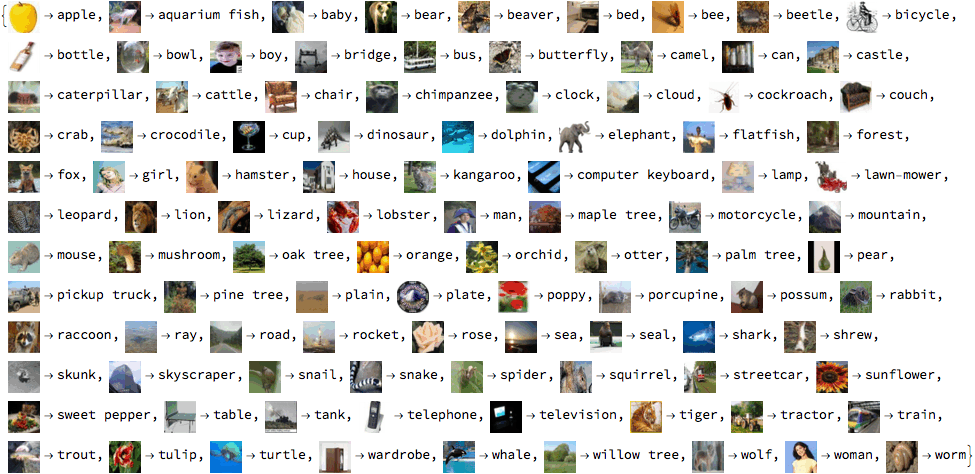 { → apple, → aquarium fish, → baby, → bear, → beaver, → bed, → bee, → beetle, → bicycle,
→ bottle, → bowl, → boy, → bridge, → bus, → butterfly, → camel, → can, → castle,
→ caterpillar, → cattle, → chair, → chimpanzee, → clock, → cloud, → cockroach, → couch,
→ crab, → crocodile, → cup, → dinosaur, → dolphin, → elephant, → flatfish, → forest,
→ fox, → girl, → hamster, → house, → kangaroo, → computer keyboard, → lamp, → lawn-mower,
→ leopard, → lion, → lizard, → lobster, → man, → maple tree, → motorcycle, → mountain,
→ mouse, → mushroom, → oak tree, → orange, → orchid, → otter, → palm tree, → pear,
→ pickup truck, → pine tree, → plain, → plate, → poppy, → porcupine, → possum, → rabbit,
→ raccoon, → ray, → road, → rocket, → rose, → sea, → seal, → shark, → shrew,
→ skunk, → skyscraper, → snail, → snake, → spider, → squirrel, → streetcar, → sunflower,
→ sweet pepper, → table, → tank, → telephone, → television, → tiger, → tractor, → train,
→ trout, → tulip, → turtle, → wardrobe, → whale, → willow tree, → wolf, → woman, → worm}